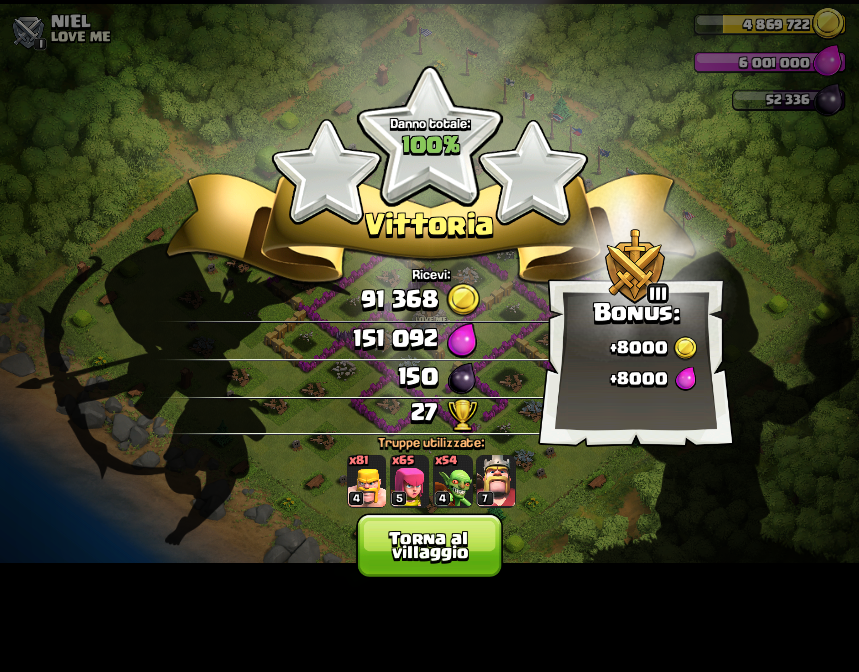 NIEL
LOVE ME
4 869 722
6 001 000
52 336
Danno totale:
100%
Vittoria
Ricevi:
91 368
151 092
150
27
III
Bonus:
+8000
+8000
Truppe utilizzate:
x81 x65 x54
4 5 4 7
Torna al
villaggio